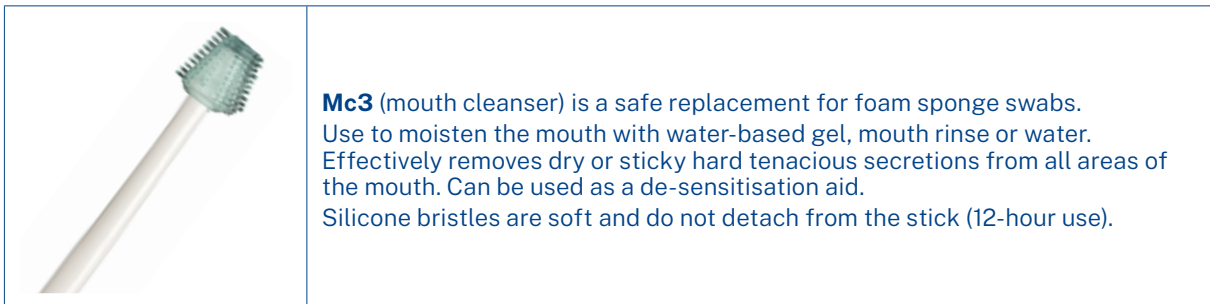 Mc3 (mouth cleanser) is a safe replacement for foam sponge swabs.
Use to moisten the mouth with water-based gel, mouth rinse or water.
Effectively removes dry or sticky hard tenacious secretions from all areas of
the mouth. Can be used as a de-sensitisation aid.
Silicone bristles are soft and do not detach from the stick (12-hour use).